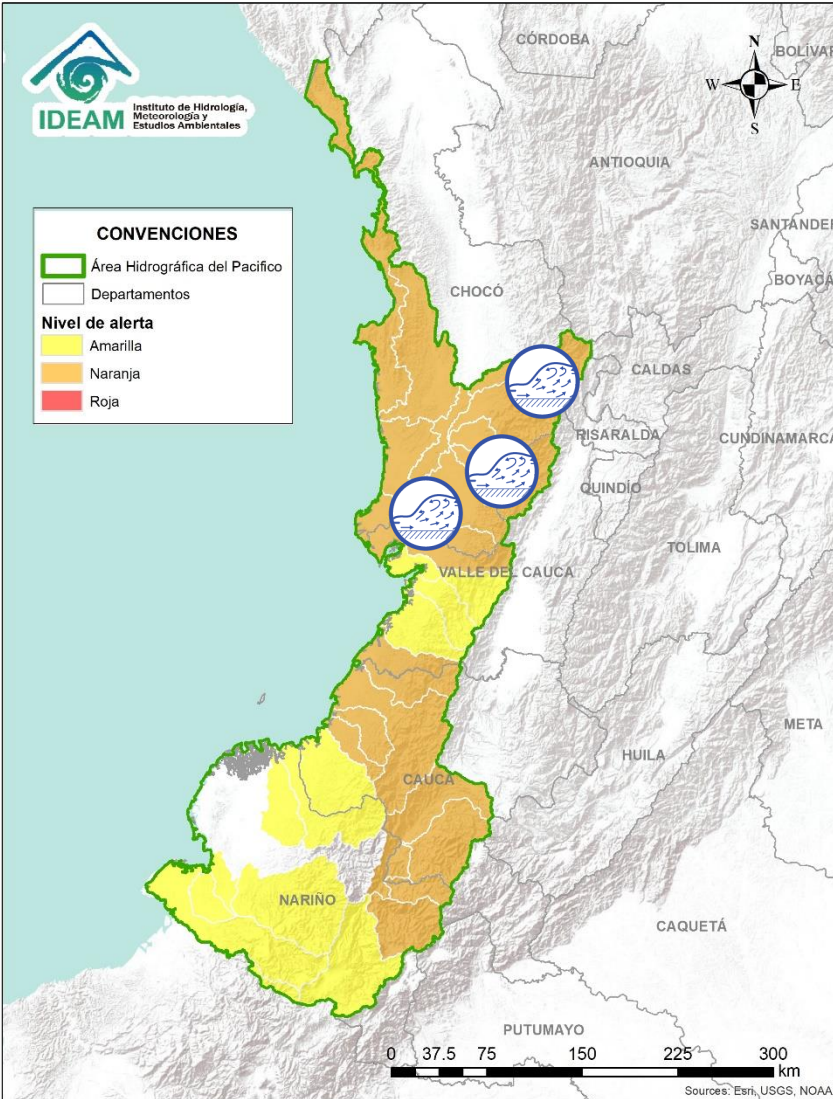 IDEAM
Instituto de Hidrología,
Meteorología y
Estudios Ambientales
N
W
E
S
CONVENCIONES
Área Hidrográfica del Pacifico
Departamentos
Nivel de alerta
Amarilla
Naranja
Roja
CÓRDOBA
BOLÍVAR
ANTIOQUIA
SANTANDER
BOYACÁ
CHOCÓ
CALDAS
RISARALDA
CUNDINAMARCA
QUINDÍO
TOLIMA
VALLE DEL CAUCA
META
HUILA
CAUCA
NARIÑO
CAQUETÁ
PUTUMAYO
0 37.5 75 150 225 300
km
Sources: Esri, USGS, NOAA